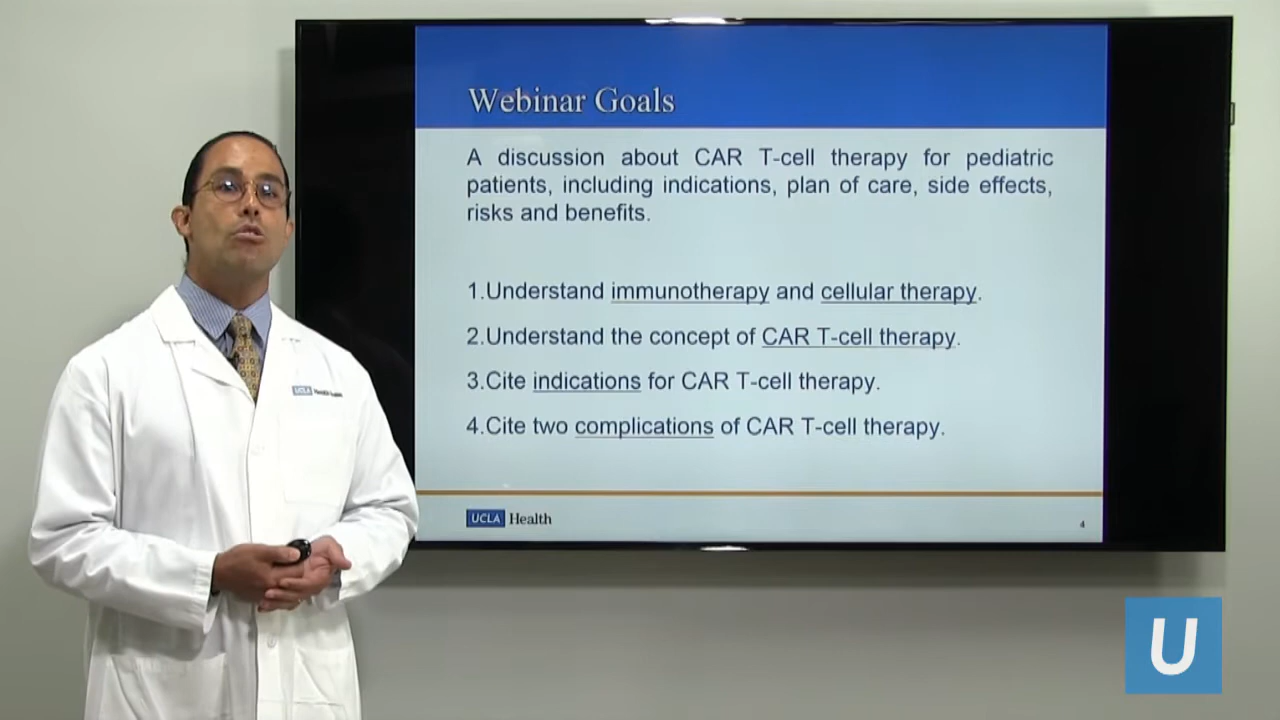 Webinar Goals
A discussion about CAR T-cell therapy for pediatric
patients, including indications, plan of care, side effects,
risks and benefits.
1.Understand immunotherapy and cellular therapy.
2.Understand the concept of CAR T-cell therapy.
3.Cite indications for CAR T-cell therapy.
4.Cite two complications of CAR T-cell therapy.
UCLA Health
4
UCLA
U